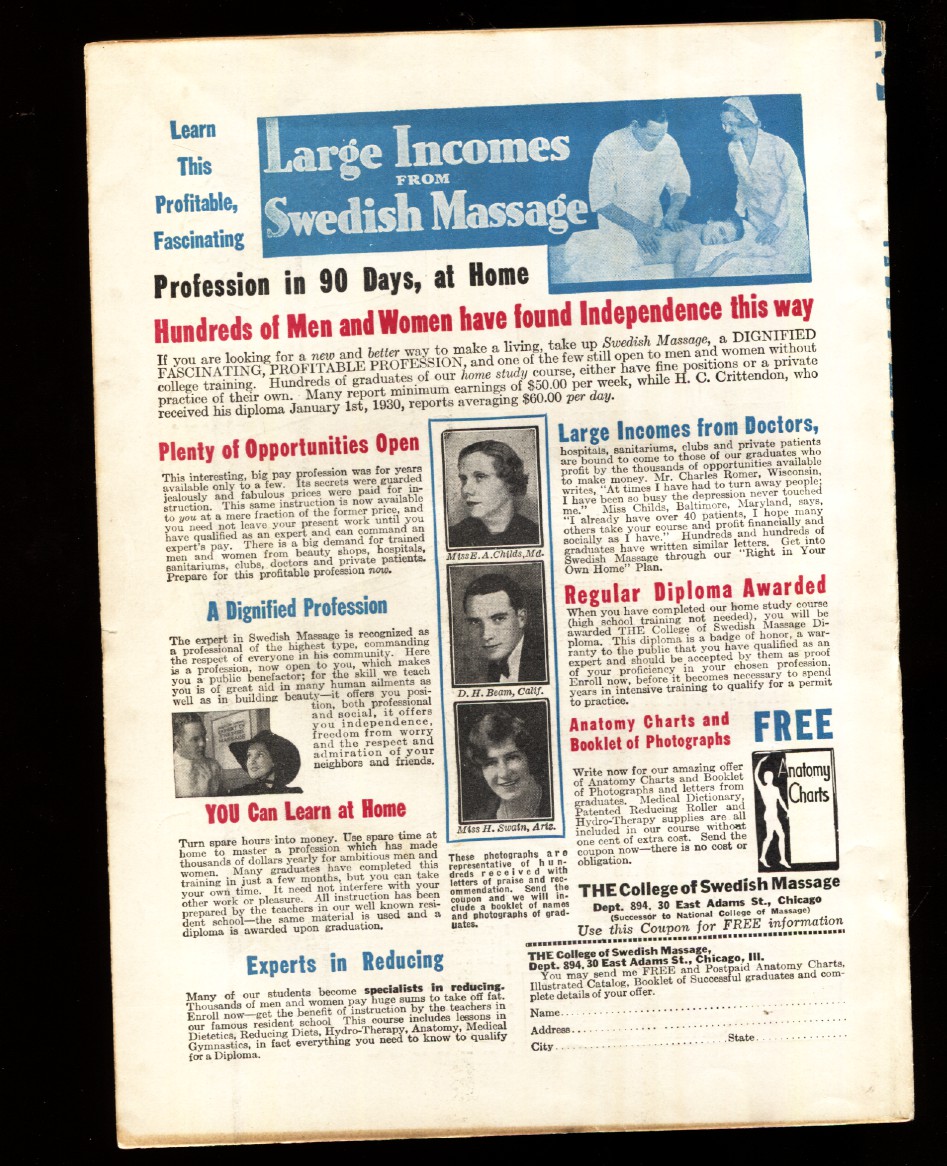 Learn
This
Profitable,
Fascinating
Large Incomes
FROM
Swedish Massage
Profession in 90 Days, at Home
Hundreds of Men and Women have found Independence this way
If you are looking for a new and better way to make a living, take up Swedish Massage, a DIGNIFIED
FASCINATING, PROFITABLE PROFESSION, and one of the few still open to men and women without
college training. Hundreds of graduates of our home study course, either have fine positions or a private
practice of their own. Many report minimum earnings of $50.00 per week, while H. C. Crittendon, who
received his diploma January 1st, 1930, reports averaging $60.00 per day.
Plenty of Opportunities Open
This interesting, big pay profession was for years
available only to a few. Its secrets were guarded
jealously and fabulous prices were paid for in-
struction. This same instruction is now available
to you at a mere fraction of the former price, and
you need not leave your present work until you
have qualified as an expert and can command an
expert's pay. There is a big demand for trained
men and women from beauty shops, hospitals,
sanitariums, clubs, doctors and private patients.
Prepare for this profitable profession now.
A Dignified Profession
The expert in Swedish Massage is recognized as
a professional of the highest type, commanding
the respect of everyone in his community. Here
is a profession, now open to you, which makes
you a public benefactor; for the skill we teach
you is of great aid in many human ailments as
well as in building beauty—it offers you posi-
tion, both professional
and social, it offers
you independence,
freedom from worry
and the respect and
admiration of your
neighbors and friends.
YOU Can Learn at Home
Turn spare hours into money. Use spare time at
home to master a profession which has made
thousands of dollars yearly for ambitious men and
women. Many graduates have completed this
training in just a few months, but you can take
your own time. It need not interfere with your
other work or pleasure. All instruction has been
prepared by the teachers in our well known resi-
dent school—the same material is used and a
diploma is awarded upon graduation.
Experts in Reducing
Many of our students become specialists in reducing.
Thousands of men and women pay huge sums to take off fat.
Enroll now—get the benefit of instruction by the teachers in
our famous resident school This course includes lessons in
Dietetics, Reducing Diets, Hydro-Therapy, Anatomy, Medical
Gymnastics, in fact everything you need to know to qualify
for a Diploma.
Miss E. A. Childs, Md.
D. H. Beam, Calif.
Miss H. Swain, Ariz.
These photographs are
representative of hun-
dreds received with
letters of praise and rec-
ommendation. Send the
coupon and we will in-
clude a booklet of names
and photographs of grad-
uates.
Large Incomes from Doctors,
hospitals, sanitariums, clubs and private patients
are bound to come to those of our graduates who
profit by the thousands of opportunities available
to make money. Mr. Charles Romer, Wisconsin,
writes, "At times I have had to turn away people;
I have been so busy the depression never touched
me." Miss Childs, Baltimore, Maryland, says,
"I already have over 40 patients, I hope many
others take your course and profit financially and
socially as I have." Hundreds and hundreds of
graduates have written similar letters. Get into
Swedish Massage through our "Right in Your
Own Home" Plan.
Regular Diploma Awarded
When you have completed our home study course
(high school training not needed), you will be
awarded THE College of Swedish Massage Di-
ploma. This diploma is a badge of honor, a war-
ranty to the public that you have qualified as an
expert and should be accepted by them as proof
of your proficiency in your chosen profession.
Enroll now, before it becomes necessary to spend
years in intensive training to qualify for a permit
to practice.
Anatomy Charts and
Booklet of Photographs
FREE
Write now for our amazing offer
of Anatomy Charts and Booklet
of Photographs and letters from
graduates. Medical Dictionary,
Patented Reducing Roller and
Hydro-Therapy supplies are all
included in our course without
one cent of extra cost. Send the
coupon now—there is no cost or
obligation.
Anatomy
Charts
THE College of Swedish Massage
Dept. 894, 30 East Adams St., Chicago
(Successor to National College of Massage)
Use this Coupon for FREE information
THE College of Swedish Massage,
Dept. 894, 30 East Adams St., Chicago, Ill.
You may send me FREE and Postpaid Anatomy Charts,
Illustrated Catalog, Booklet of Successful graduates and com-
plete details of your offer.
Name
Address
City State